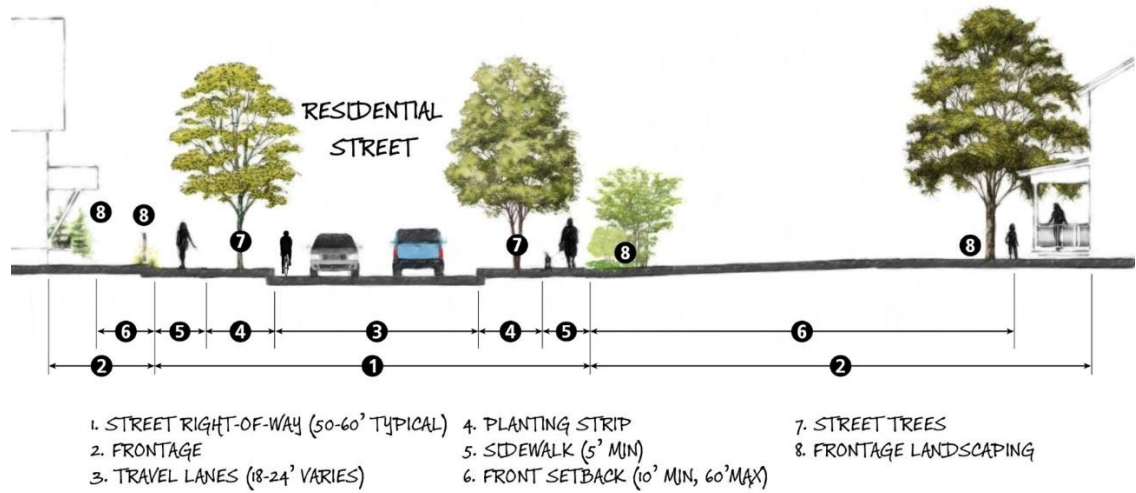 RESIDENTIAL
STREET
8
8
7
7
8
8
6
5
4
3
4
5
6
2
1
2
1. STREET RIGHT-OF-WAY (50-60' TYPICAL)
2. FRONTAGE
3. TRAVEL LANES (18-24' VARIES)
4. PLANTING STRIP
5. SIDEWALK (5' MIN)
6. FRONT SETBACK (10' MIN, 60'MAX)
7. STREET TREES
8. FRONTAGE LANDSCAPING